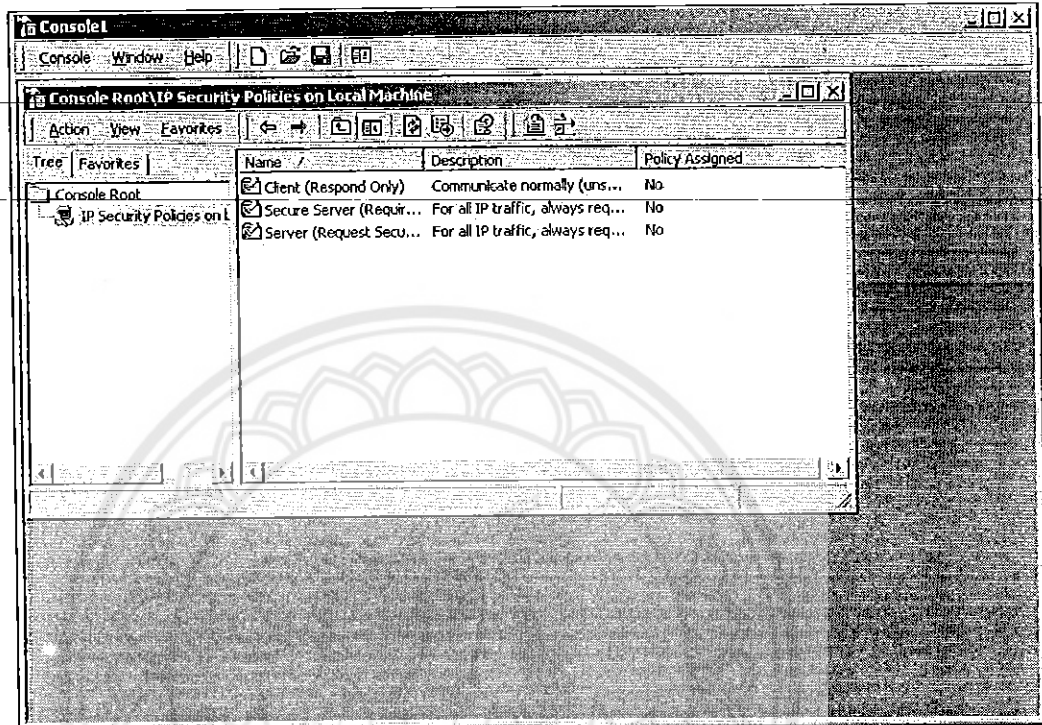 Console1
Console Window Help
Console Root\IP Security Policies on Local Machine
Action View Favorites
Tree Favorites Name Description Policy Assigned
Console Root
IP Security Policies on L
Client (Respond Only) Communicate normally (uns... No
Secure Server (Requir... For all IP traffic, always req... No
Server (Request Secu... For all IP traffic, always req... No